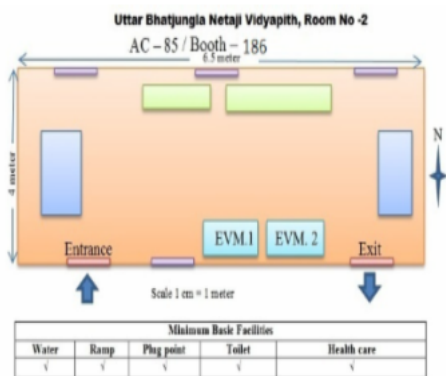 Uttar Bhatjungla Netaji Vidyapith, Room No -2
AC – 85 / Booth – 186
6.5 meter
4 meter
N
EVM.1 EVM. 2
Entrance Exit
Scale 1 cm = 1 meter
Minimum Basic Facilities
Water Ramp Plug point Toilet Health care
√ √ √ √ √